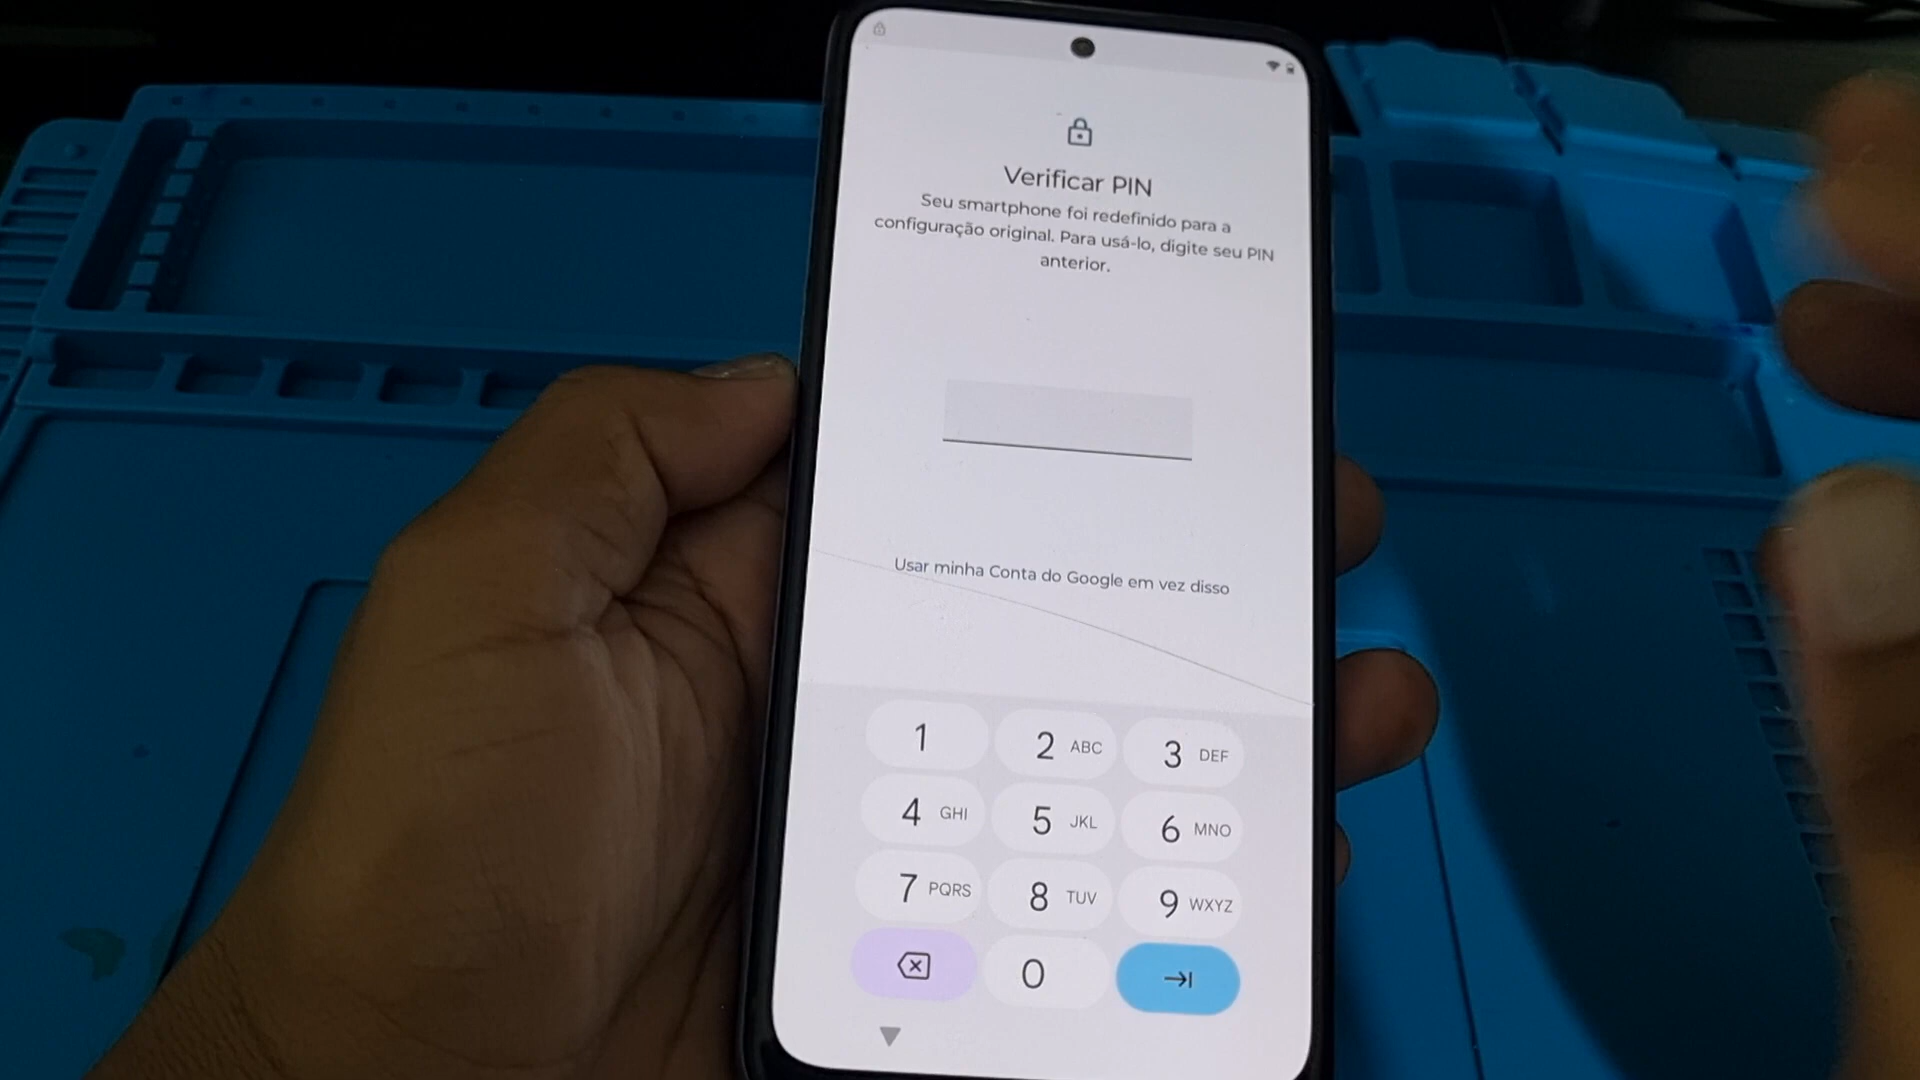 Verificar PIN
Seu smartphone foi redefinido para a
configuração original. Para usá-lo, digite seu PIN
anterior.
Usar minha Conta do Google em vez disso
1
2 ABC
3 DEF
4 GHI
5 JKL
6 MNO
7 PQRS
8 TUV
9 WXYZ
0